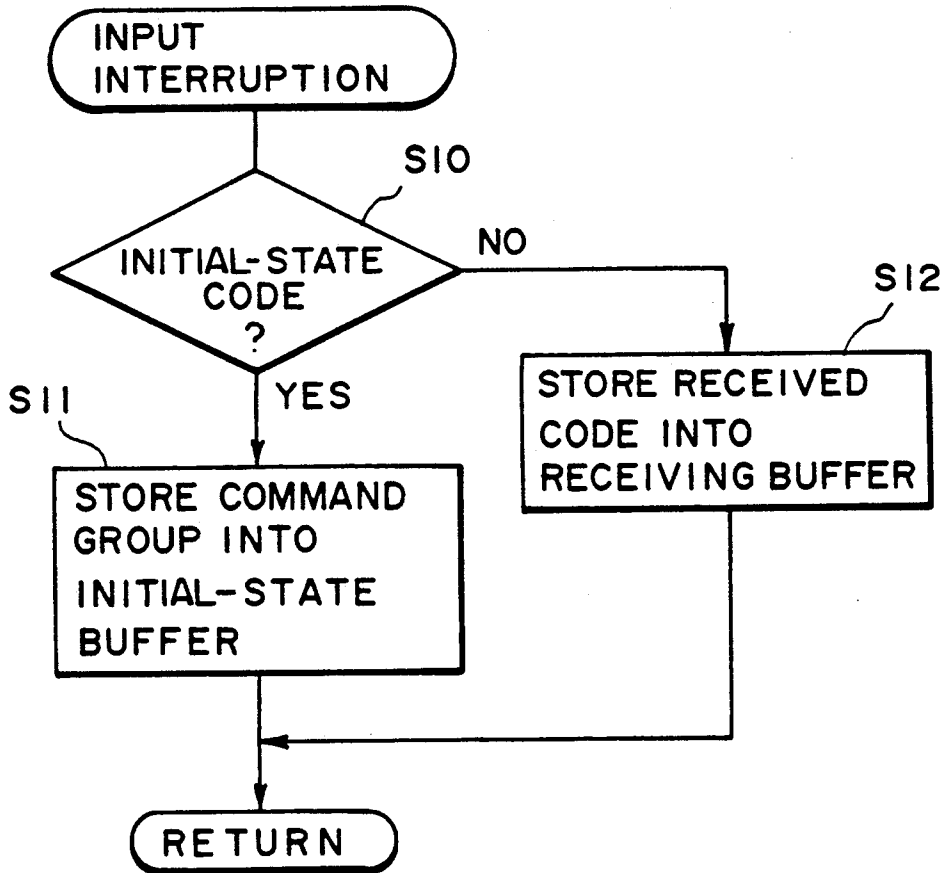 INPUT
INTERRUPTION
S10
INITIAL-STATE
CODE
?
NO
YES
S12
STORE RECEIVED
CODE INTO
RECEIVING BUFFER
S11
STORE COMMAND
GROUP INTO
INITIAL-STATE
BUFFER
RETURN